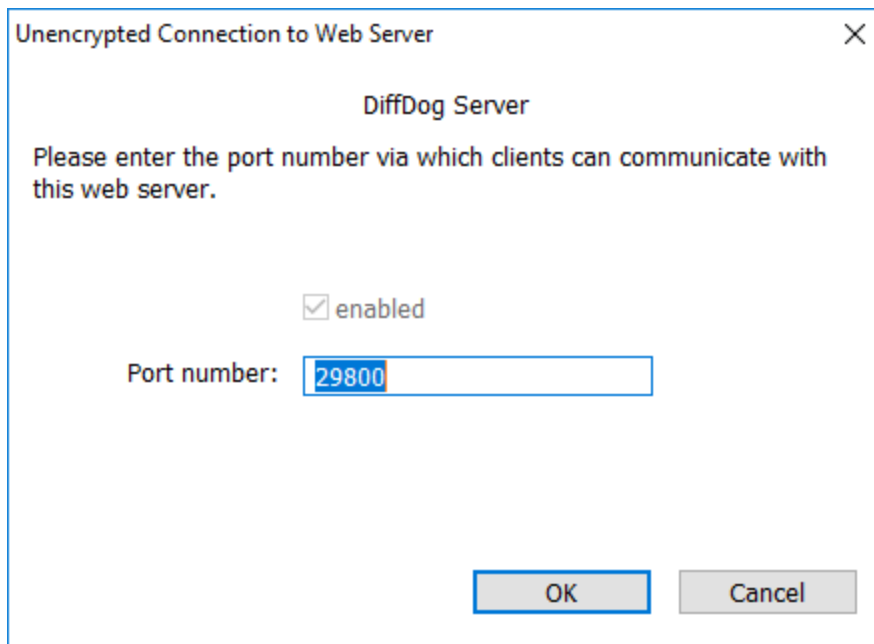 Unencrypted Connection to Web Server
DiffDog Server
Please enter the port number via which clients can communicate with
this web server.
enabled
Port number: 29800
OK Cancel